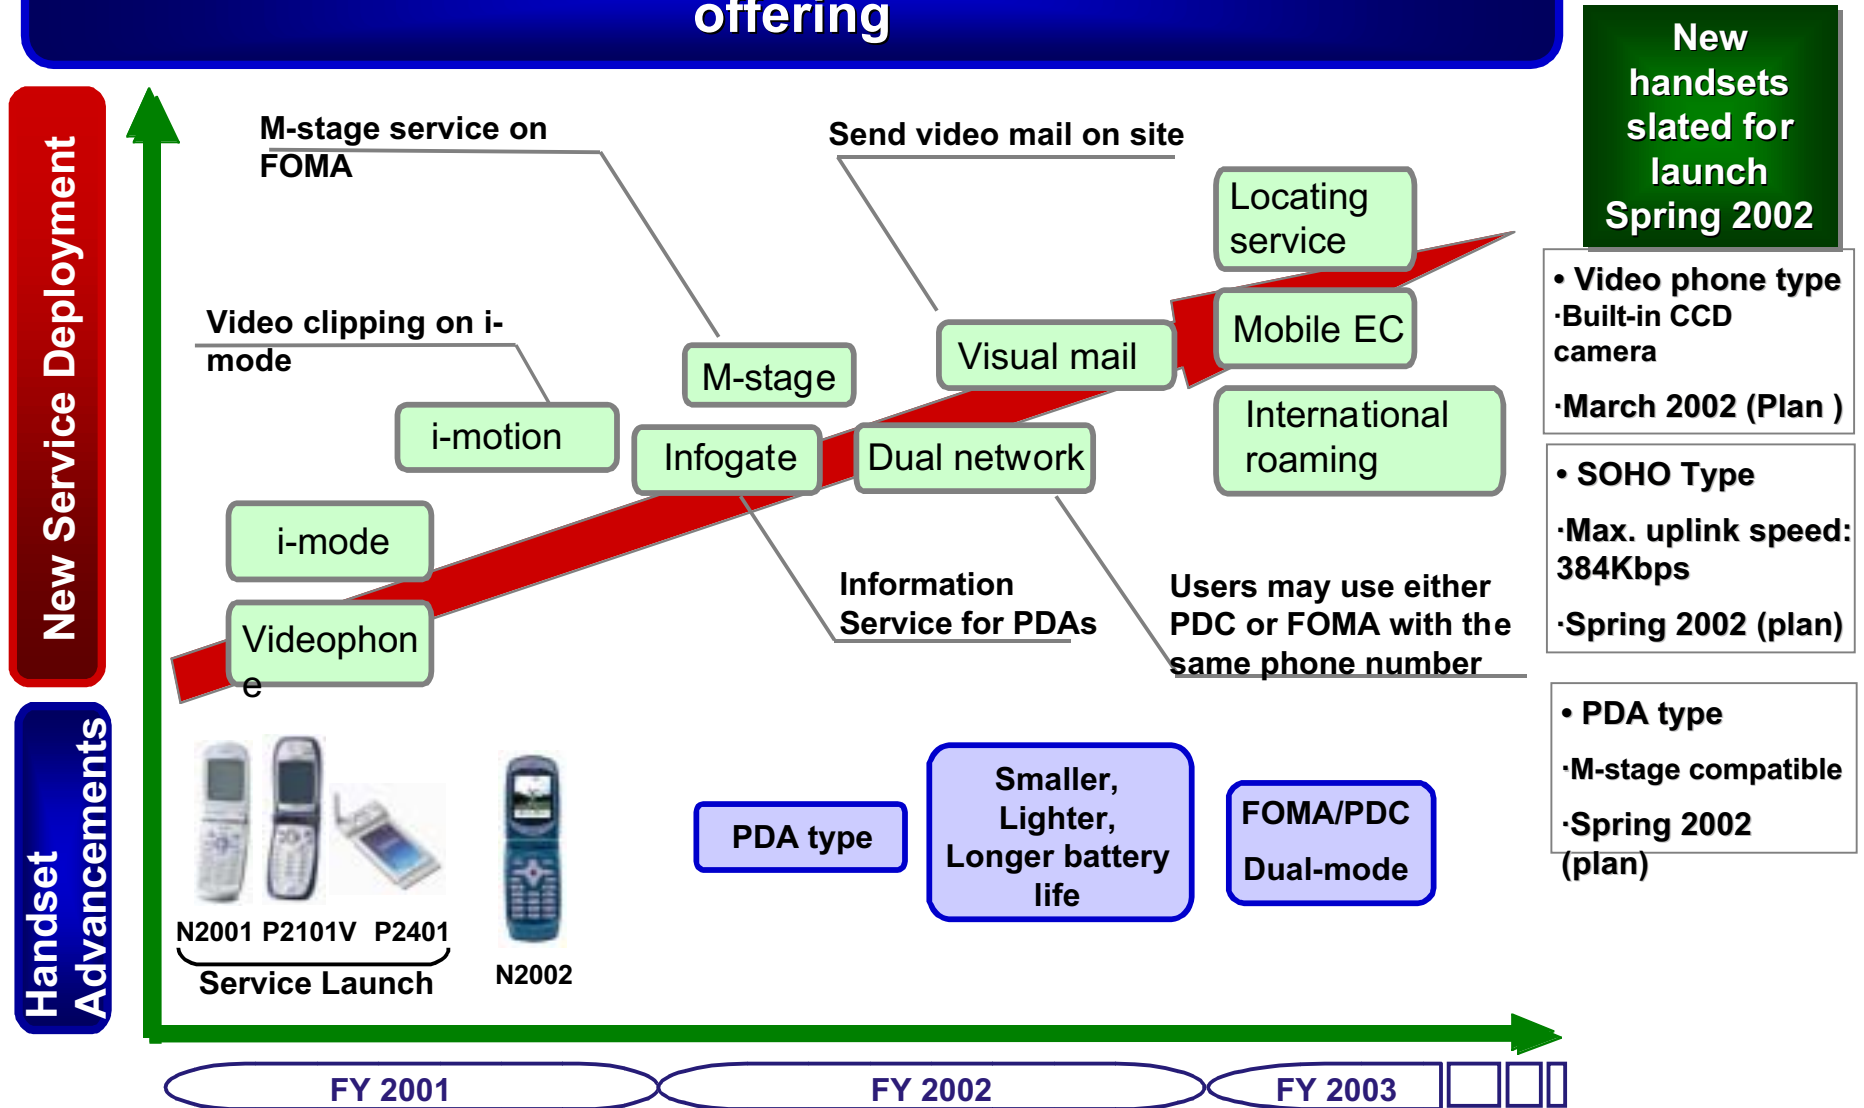 offering
New
handsets
slated for
launch
Spring 2002
New Service Deployment
M-stage service on
FOMA
Send video mail on site
Locating
service
Video clipping on i-
mode
Mobile EC
Visual mail
M-stage
i-motion
Infogate
Dual network
International
roaming
i-mode
Videophon
e
Information
Service for PDAs
Users may use either
PDC or FOMA with the
same phone number
• Video phone type
·Built-in CCD
camera
·March 2002 (Plan )
• SOHO Type
·Max. uplink speed:
384Kbps
·Spring 2002 (plan)
• PDA type
·M-stage compatible
·Spring 2002
(plan)
Handset
Advancements
N2001 P2101V P2401
Service Launch
N2002
PDA type
Smaller,
Lighter,
Longer battery
life
FOMA/PDC
Dual-mode
FY 2001
FY 2002
FY 2003